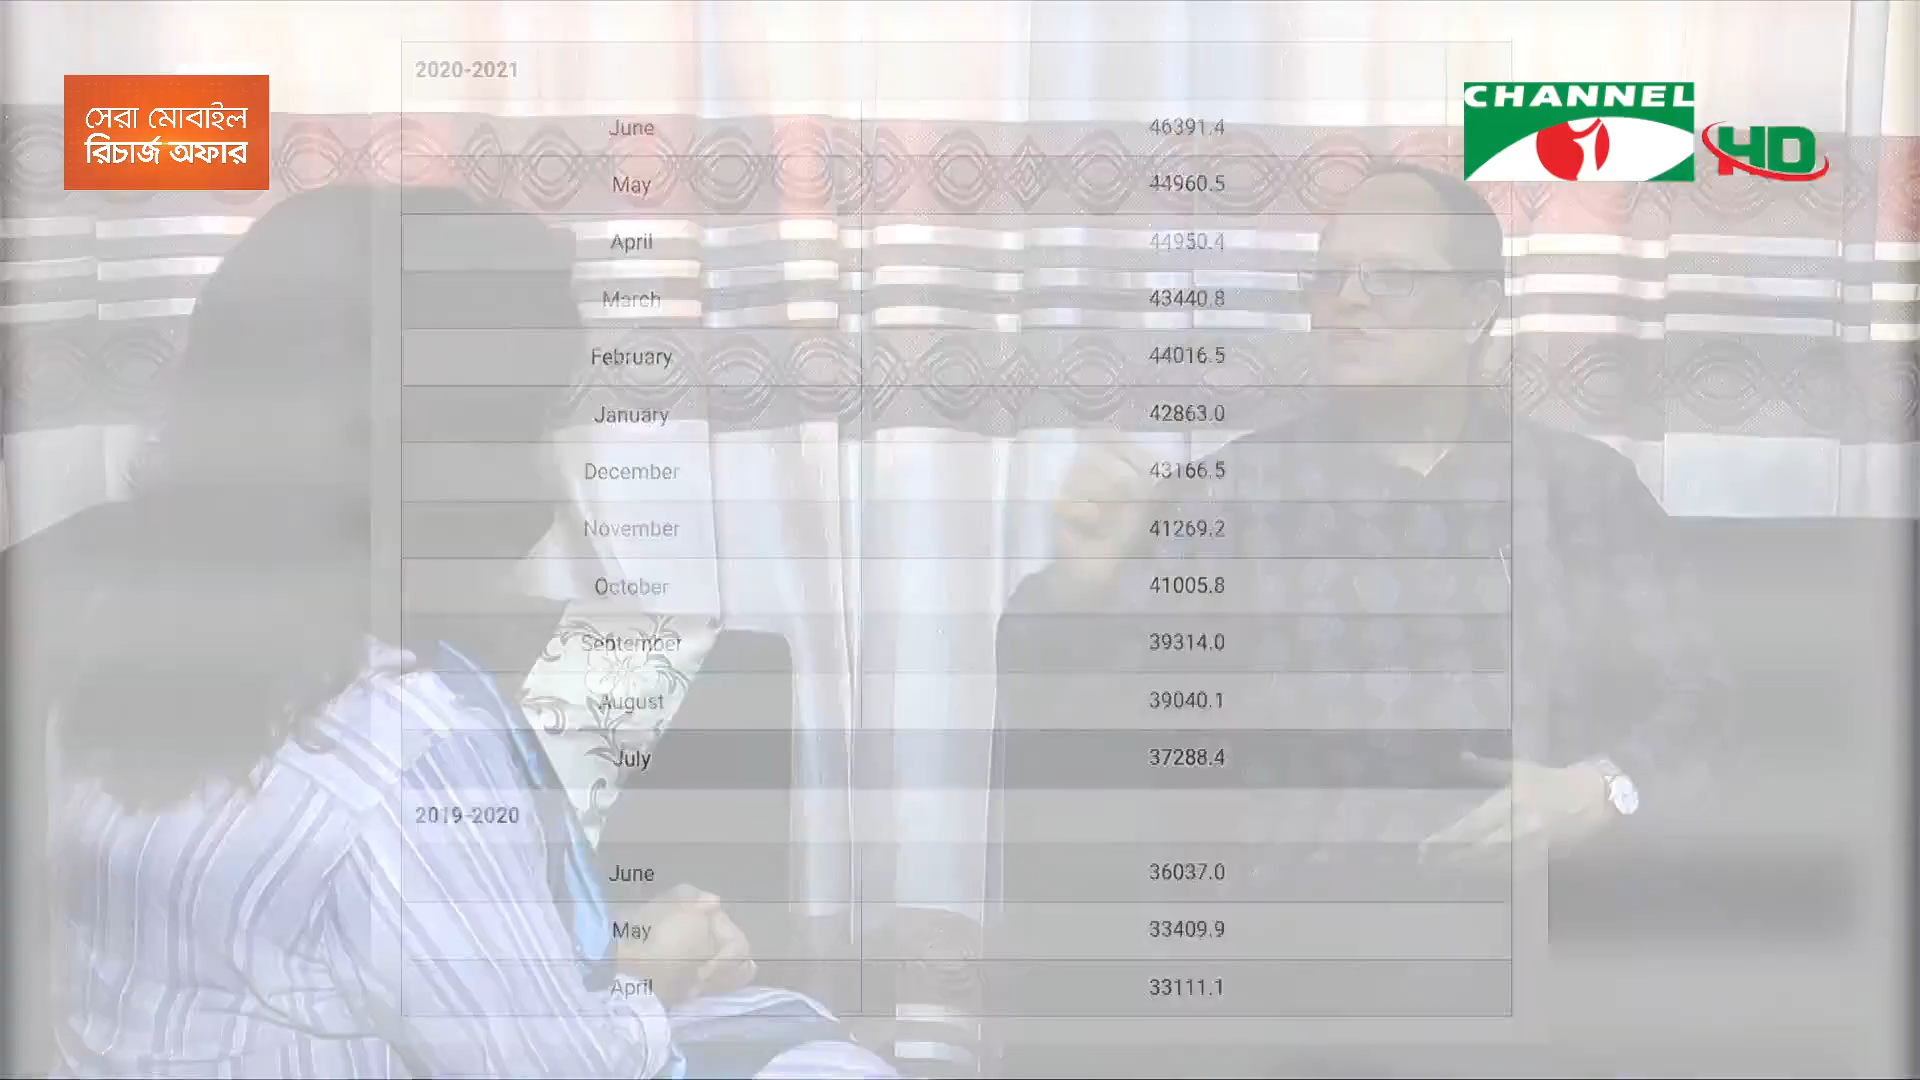 2020-2021
সেরা মোবাইল
রিচার্জ অফার
CHANNEL
i HD
June 46391.4
May 44960.5
April 44950.4
March 43440.8
February 44016.5
January 42863.0
December 43166.5
November 41269.2
October 41005.8
September 39314.0
August 39040.1
July 37288.4
2019-2020
June 36037.0
May 33409.9
April 33111.1